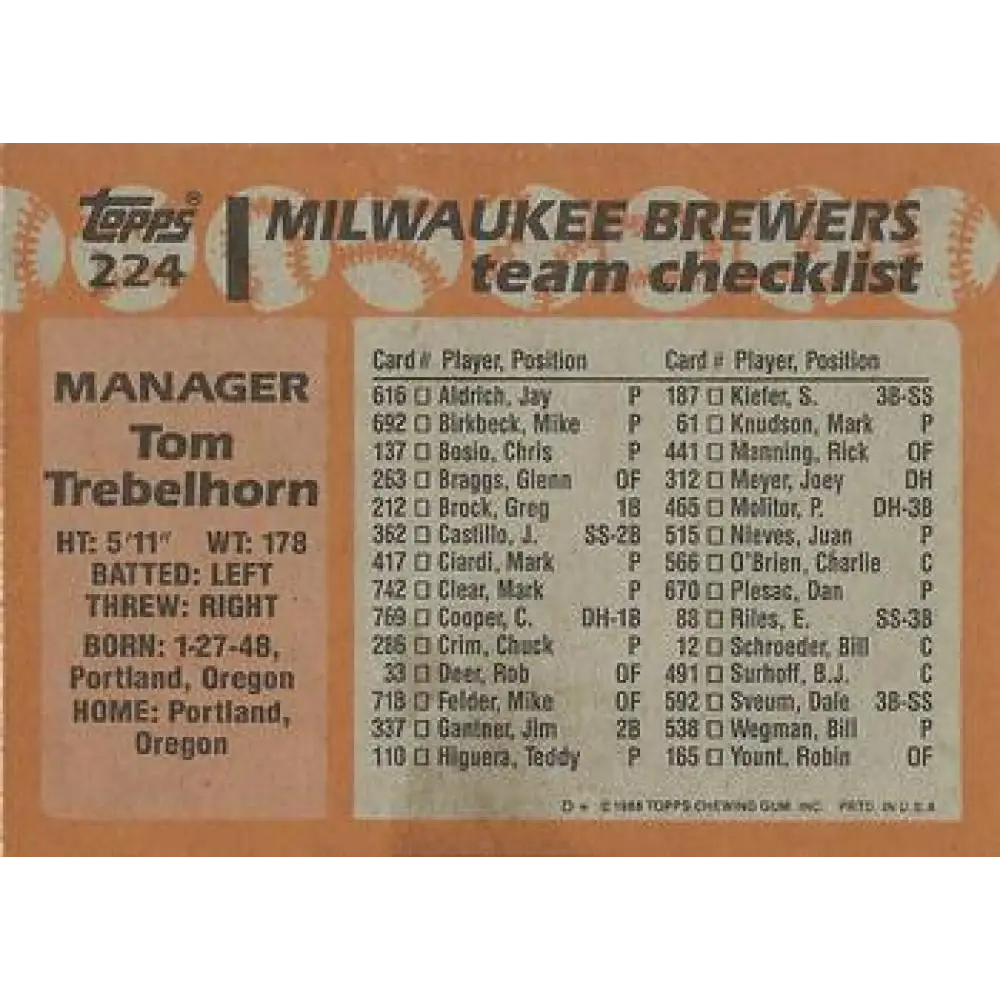 topps®
224
MILWAUKEE BREWERS
team checklist
MANAGER
Tom
Trebelhorn
HT: 5'11" WT: 178
BATTED: LEFT
THREW: RIGHT
BORN: 1-27-48,
Portland, Oregon
HOME: Portland,
Oregon
Card # Player, Position
616 □ Aldrich, Jay P
692 □ Birkbeck, Mike P
137 □ Bosio, Chris P
263 □ Braggs, Glenn OF
212 □ Brock, Greg 1B
362 □ Castillo, J. SS-2B
417 □ Ciardi, Mark P
742 □ Clear, Mark P
769 □ Cooper, C. DH-1B
286 □ Crim, Chuck P
33 □ Deer, Rob OF
718 □ Felder, Mike OF
337 □ Gantner, Jim 2B
110 □ Higuera, Teddy P
Card # Player, Position
187 □ Kiefer, S. 3B-SS
61 □ Knudson, Mark P
441 □ Manning, Rick OF
312 □ Meyer, Joey DH
465 □ Molitor, P. DH-3B
515 □ Nieves, Juan P
566 □ O'Brien, Charlie C
670 □ Plesac, Dan P
88 □ Riles, E. SS-3B
12 □ Schroeder, Bill C
491 □ Surhoff, B.J. C
592 □ Sveum, Dale 3B-SS
538 □ Wegman, Bill P
165 □ Yount, Robin OF
D * © 1988 TOPPS CHEWING GUM, INC. PRTD. IN U.S.A.